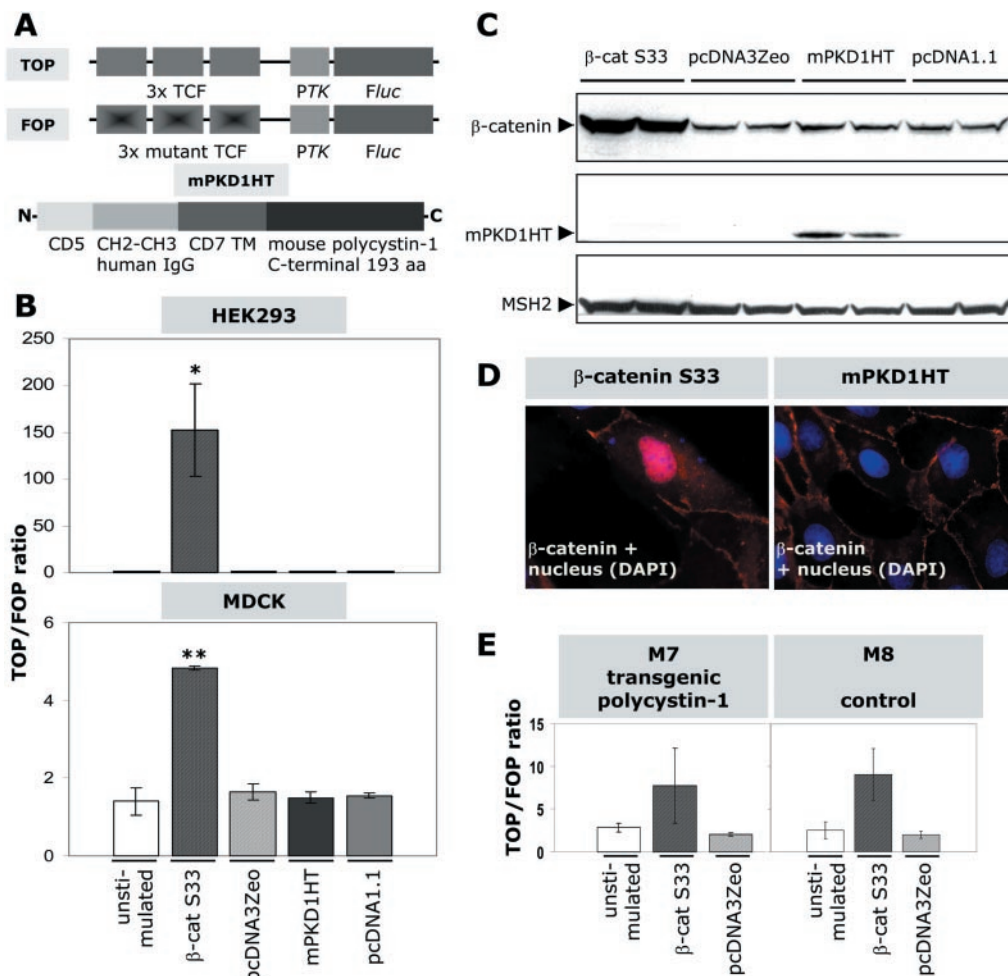 A
TOP
3x TCF
PTK
Fluc
FOP
3x mutant TCF
PTK
Fluc
mPKD1HT
N-
-C
CD5
CH2-CH3
human IgG
CD7 TM
mouse polycystin-1
C-terminal 193 aa
B
HEK293
250
200
150
100
50
0
*
MDCK
6
4
2
0
**
TOP/FOP ratio
unsti-
mulated
β-cat S33
pcDNA3Zeo
mPKD1HT
pcDNA1.1
C
β-cat S33
pcDNA3Zeo
mPKD1HT
pcDNA1.1
β-catenin
mPKD1HT
MSH2
D
β-catenin S33
mPKD1HT
β-catenin +
nucleus (DAPI)
β-catenin
+ nucleus (DAPI)
E
M7
transgenic
polycystin-1
M8
control
TOP/FOP ratio
15
10
5
0
unsti-
mulated
β-cat S33
pcDNA3Zeo
unsti-
mulated
β-cat S33
pcDNA3Zeo